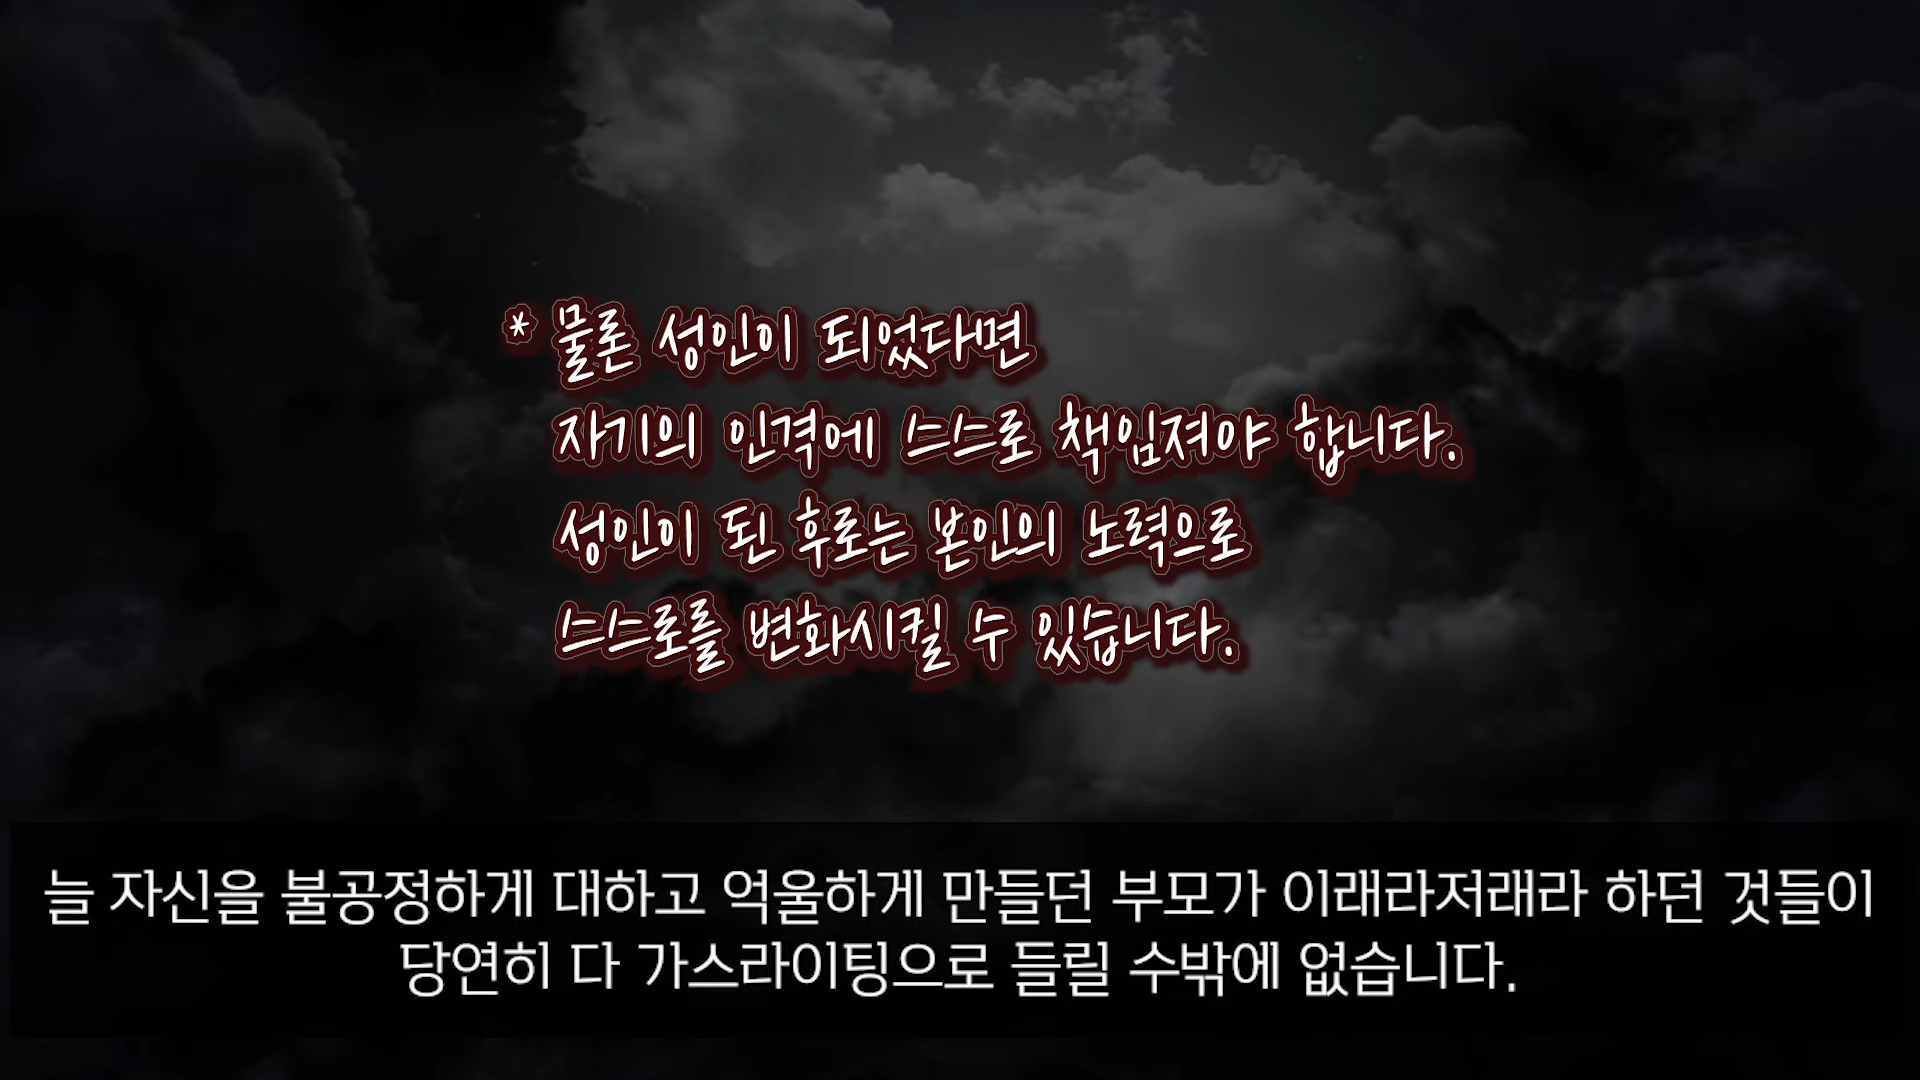 * 물론 성인이 되었다면
자기의 인격에 스스로 책임져야 합니다.
성인이 된 후로는 본인의 노력으로
스스로를 변화시킬 수 있습니다.
늘 자신을 불공정하게 대하고 억울하게 만들던 부모가 이래라저래라 하던 것들이
당연히 다 가스라이팅으로 들릴 수밖에 없습니다.